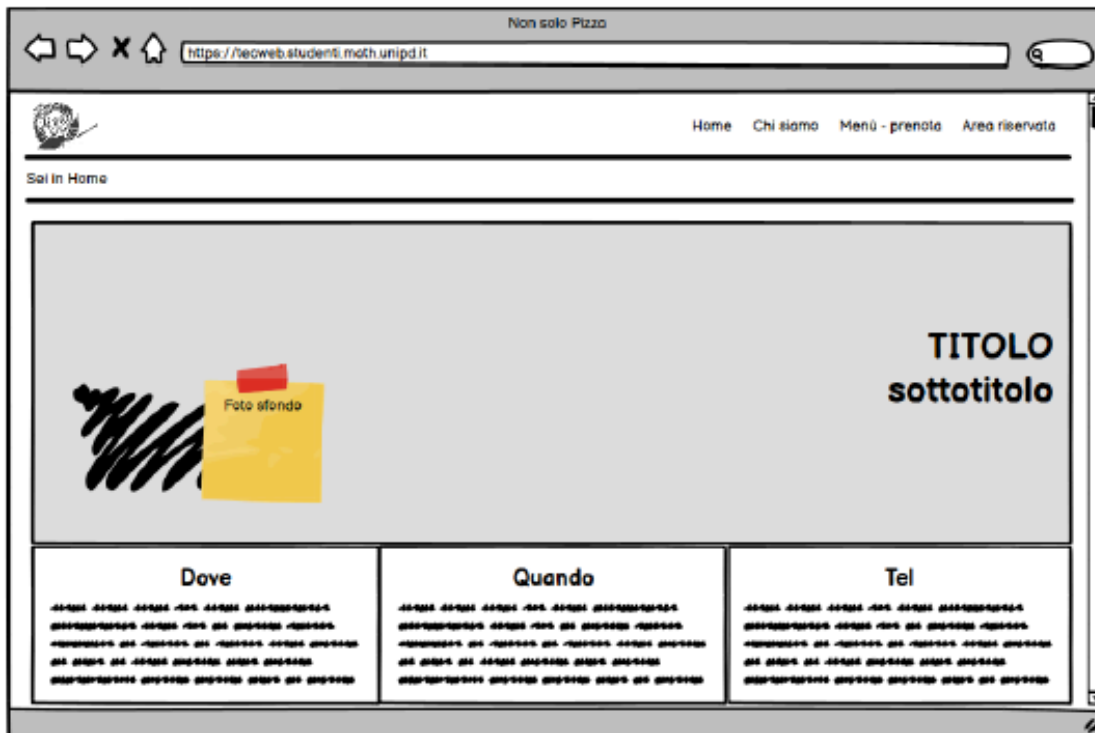 Non solo Pizza
https://tecweb.studenti.math.unipd.it
Home Chi siamo Menù - prenota Area riservata
Sei in Home
TITOLO
sottotitolo
Foto sfondo
Dove Quando Tel